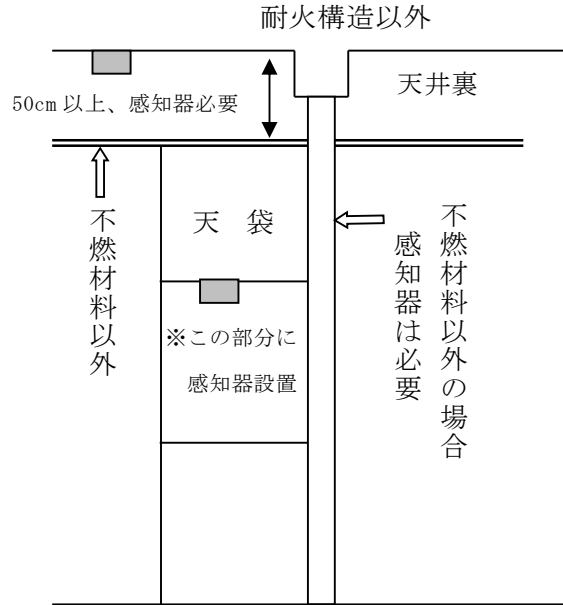 耐火構造以外
天井裏
50cm 以上、感知器必要
不燃材料以外
天　袋
※この部分に
感知器設置
不燃材料以外の場合
感知器は必要